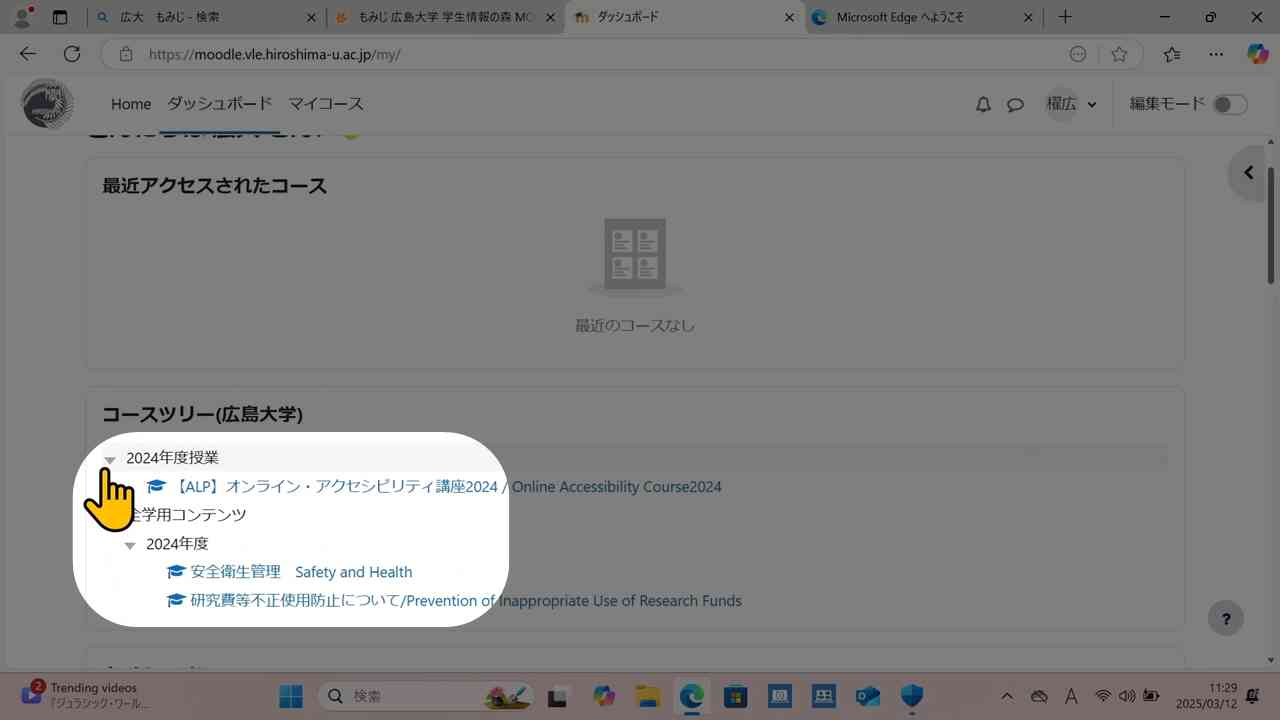 広大 もみじ - 検索
もみじ 広島大学 学生情報の森 MO
ダッシュボード
Microsoft Edge へようこそ
https://moodle.vle.hiroshima-u.ac.jp/my/
Home ダッシュボード マイコース
櫂広
編集モード
最近アクセスされたコース
最近のコースなし
コースツリー(広島大学)
2024年度授業
【ALP】オンライン・アクセシビリティ講座2024 / Online Accessibility Course2024
全学用コンテンツ
2024年度
安全衛生管理 Safety and Health
研究費等不正使用防止について/Prevention of Inappropriate Use of Research Funds
?
2
Trending videos
『ジュラシック・ワール...
検索
A
11:29
2025/03/12